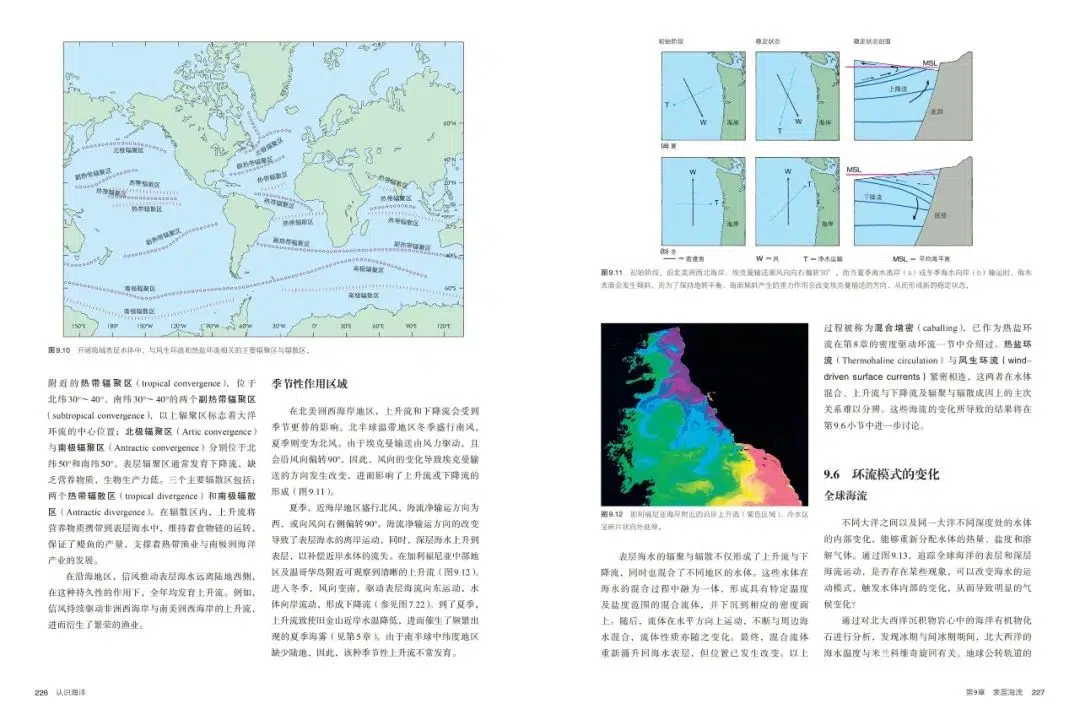 北极辐聚区
北极辐聚区
副热带辐聚区
副热带辐聚区
热带辐聚区
热带辐散区
热带辐聚区
热带辐散区
热带辐散区
热带辐聚区
热带辐散区
热带辐散区
热带辐散区
副热带辐聚区
副热带辐聚区
副热带辐聚区
南极辐聚区
南极辐聚区
南极辐散区
南极辐散区
60°N
40°N
20°N
0°
20°S
40°S
60°S
150°E
180°
150°W
120°W
90°W
60°W
30°W
0°
30°E
60°E
90°E
120°E
图9.10 开阔海域表层水体中，与风生环流和热盐环流相关的主要辐聚区与辐散区。
附近的热带辐聚区（tropical convergence），位于
北纬30°～40°、南纬30°～40°的两个副热带辐聚区
（subtropical convergence），以上辐聚区标志着大洋
环流的中心位置；北极辐聚区（Artic convergence）
与南极辐聚区（Antractic convergence）分别位于北
纬50°和南纬50°。表层辐聚区通常发育下降流，缺
乏营养物质，生物生产力低。三个主要辐散区包括：
两个热带辐散区（tropical divergence）和南极辐散
区（Antractic divergence）。在辐散区内，上升流将
营养物质携带到表层海水中，维持着食物链的运转，
保证了鳀鱼的产量，支撑着热带渔业与南极洲海洋
产业的发展。
在沿海地区，信风推动表层海水远离陆地西侧，
在这种持久性的作用下，全年均发育上升流。例如，
信风持续驱动非洲西海岸与南美洲西海岸的上升流，
进而衍生了繁荣的渔业。
季节性作用区域
在北美洲西海岸地区，上升流和下降流会受到
季节更替的影响。北半球温带地区冬季盛行南风，
夏季则变为北风。由于埃克曼输送由风力驱动，且
会沿风向偏转90°，因此，风向的变化导致埃克曼输
送的方向发生改变，进而影响了上升流或下降流的
形成（图9.11）。
夏季，近海岸地区盛行北风，海流净输运方向为
西，或向风向右侧偏转90°。海流净输运方向的改变
导致了表层海水的离岸运动，同时，深层海水上升到
表层，以补偿近岸水体的流失。在加利福尼亚中部地
区及温哥华岛附近可观察到清晰的上升流（图9.12）。
进入冬季，风向变南，驱动表层海流向东运动，水
体向岸流动，形成下降流（参见图7.22）。到了夏季，
上升流致使旧金山近岸水温降低，进而催生了频繁出
现的夏季海雾（见第5章）。由于南半球中纬度地区
缺少陆地，因此，该种季节性上升流不常发育。
226 认识海洋
初始阶段
稳定状态
稳定状态剖面
T
W
海岸
T
W
海岸
MSL
上升流
底部
(a) 夏
W
T
海岸
W
T
海岸
MSL
下降流
底部
(b) 冬
= 密度面
W = 风
T = 净水运输
MSL = 平均海平面
图9.11 初始阶段，沿北美洲西北海岸，埃克曼输送顺风向向右偏转90°，而当夏季海水离岸（a）或冬季海水向岸（b）输运时，海水
表面会发生倾斜。而为了保持地转平衡，海面倾斜产生的重力作用会改变埃克曼输送的方向，从而形成新的稳定状态。
图9.12 加利福尼亚海岸附近的沿岸上升流（紫色区域），冷水区
呈碎片状向外延伸。
表层海水的辐聚与辐散不仅形成了上升流与下
降流，同时也混合了不同地区的水体。这些水体在
海水的混合过程中融为一体，形成具有特定温度
及盐度范围的混合流体，并下沉到相应的密度面
上。随后，流体在水平方向上运动，不断与周边海
水混合，流体性质亦随之变化。最终，混合流体
重新涌升回海水表层，但位置已发生改变。以上
过程被称为混合增密（caballing），已作为热盐环
流在第8章的密度驱动环流一节中介绍过。热盐环
流（Thermohaline circulation）与风生环流（wind-
driven surface currents）紧密相连，这两者在水体
混合、上升流与下降流及辐聚与辐散成因上的主次
关系难以分辨。这些海流的变化所导致的结果将在
第9.6小节中进一步讨论。
9.6 环流模式的变化
全球海流
不同大洋之间以及同一大洋不同深度处的水体
的内部变化，能够重新分配水体的热量、盐度和溶
解气体。通过图9.13，追踪全球海洋的表层和深层
海流运动，是否存在某些现象，可以改变海水的运
动模式，触发水体内部的变化，从而导致明显的气
候变化？
通过对北大西洋沉积物岩心中的海洋有机物化
石进行分析，发现冰期与间冰期期间，北大西洋的
海水温度与米兰科维奇旋回有关。地球公转轨道的
第9章 表层海流 227